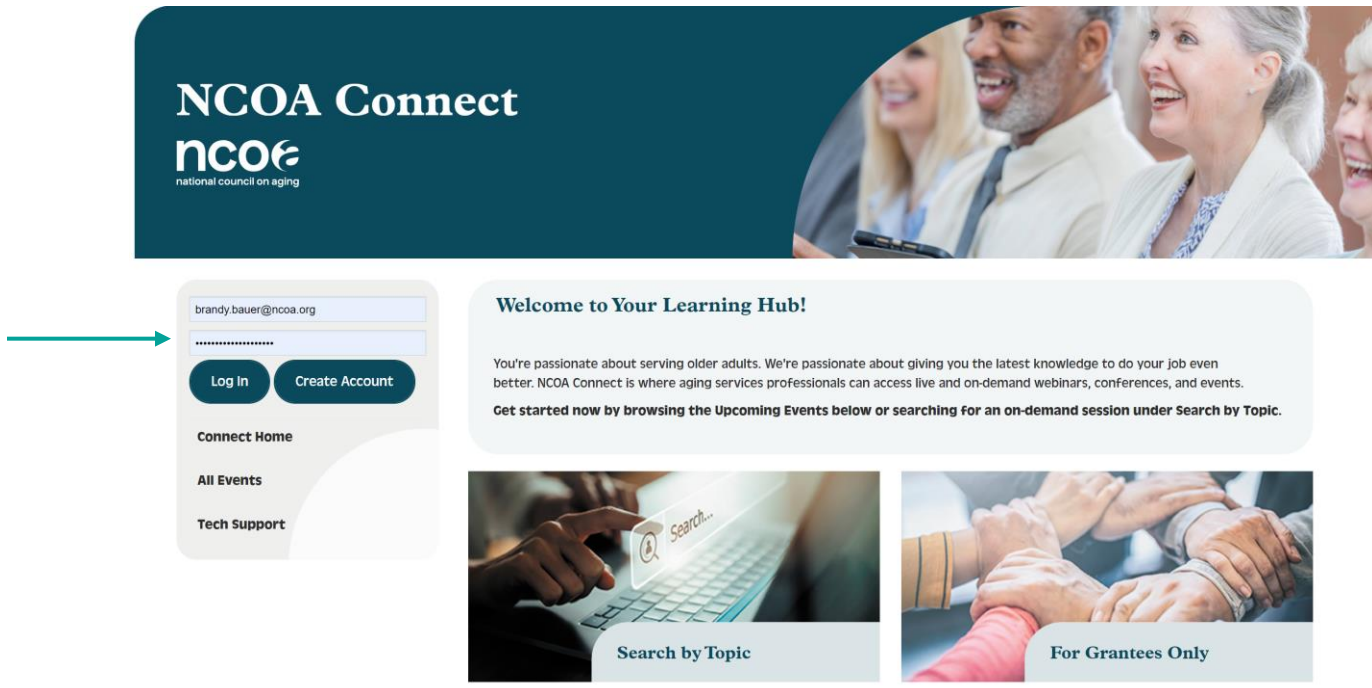 NCOA Connect
ncoa
national council on aging
brandy.bauer@ncoa.org
••••••••••••••••••••
Log In
Create Account
Connect Home
All Events
Tech Support
Welcome to Your Learning Hub!
You're passionate about serving older adults. We're passionate about giving you the latest knowledge to do your job even
better. NCOA Connect is where aging services professionals can access live and on-demand webinars, conferences, and events.
Get started now by browsing the Upcoming Events below or searching for an on-demand session under Search by Topic.
Search...
Search by Topic
For Grantees Only